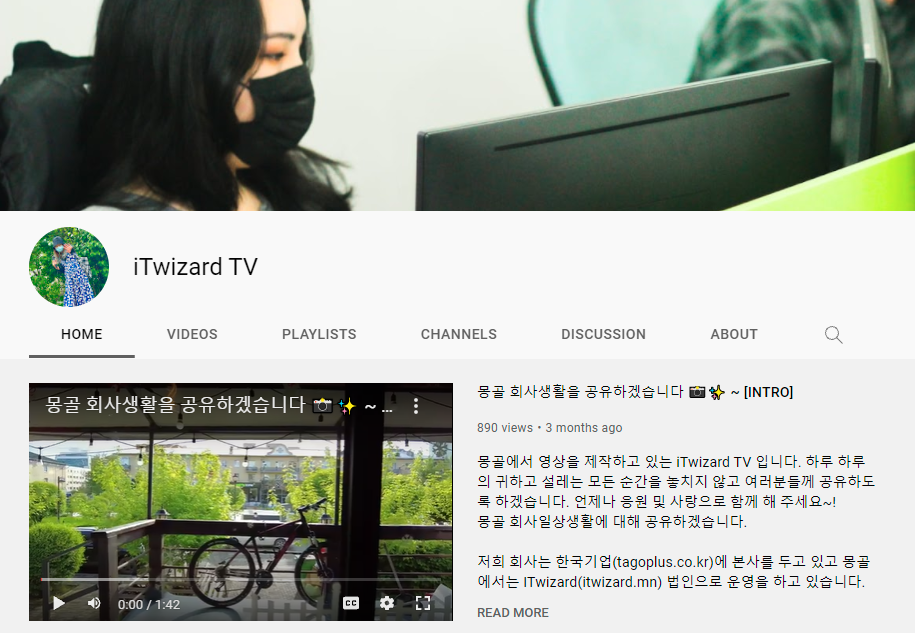 iTwizard TV
HOME VIDEOS PLAYLISTS CHANNELS DISCUSSION ABOUT
몽골 회사생활을 공유하겠습니다 📷✨ ~ ...
CC
0:00 / 1:42
몽골 회사생활을 공유하겠습니다 📷✨ ~ [INTRO]
890 views • 3 months ago
몽골에서 영상을 제작하고 있는 iTwizard TV 입니다. 하루 하루
의 귀하고 설레는 모든 순간을 놓치지 않고 여러분들께 공유하도
록 하겠습니다. 언제나 응원 및 사랑으로 함께 해 주세요~!
몽골 회사일상생활에 대해 공유하겠습니다.
저희 회사는 한국기업(tagoplus.co.kr)에 본사를 두고 있고 몽골
에서는 ITwizard(itwizard.mn) 법인으로 운영을 하고 있습니다.
READ MORE